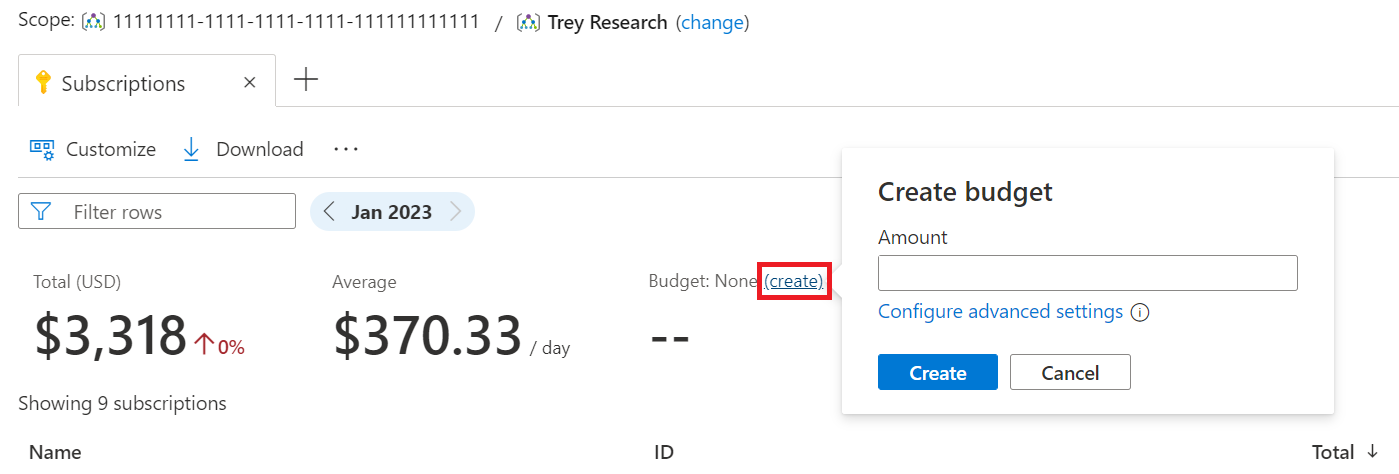 Scope: 11111111-1111-1111-1111-111111111111 / Trey Research (change)
Subscriptions
Customize Download ...
Filter rows Jan 2023
Create budget
Amount
Total (USD) Average Budget: None (create)
Configure advanced settings
$3,318 0% $370.33 / day --
Create Cancel
Showing 9 subscriptions
Name ID Total